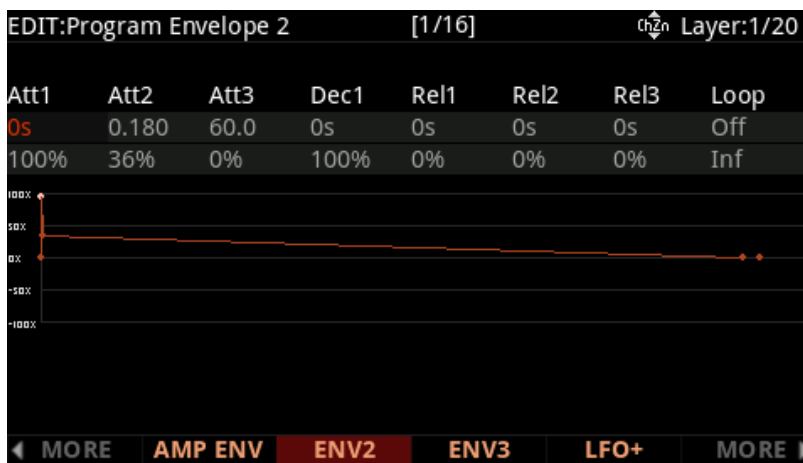 EDIT:Program Envelope 2 [1/16] ChZn Layer:1/20
Att1 Att2 Att3 Dec1 Rel1 Rel2 Rel3 Loop
0s 0.180 60.0 0s 0s 0s 0s Off
100% 36% 0% 100% 0% 0% 0% Inf
100%
50%
0%
-50%
-100%
MORE AMP ENV ENV2 ENV3 LFO+ MORE